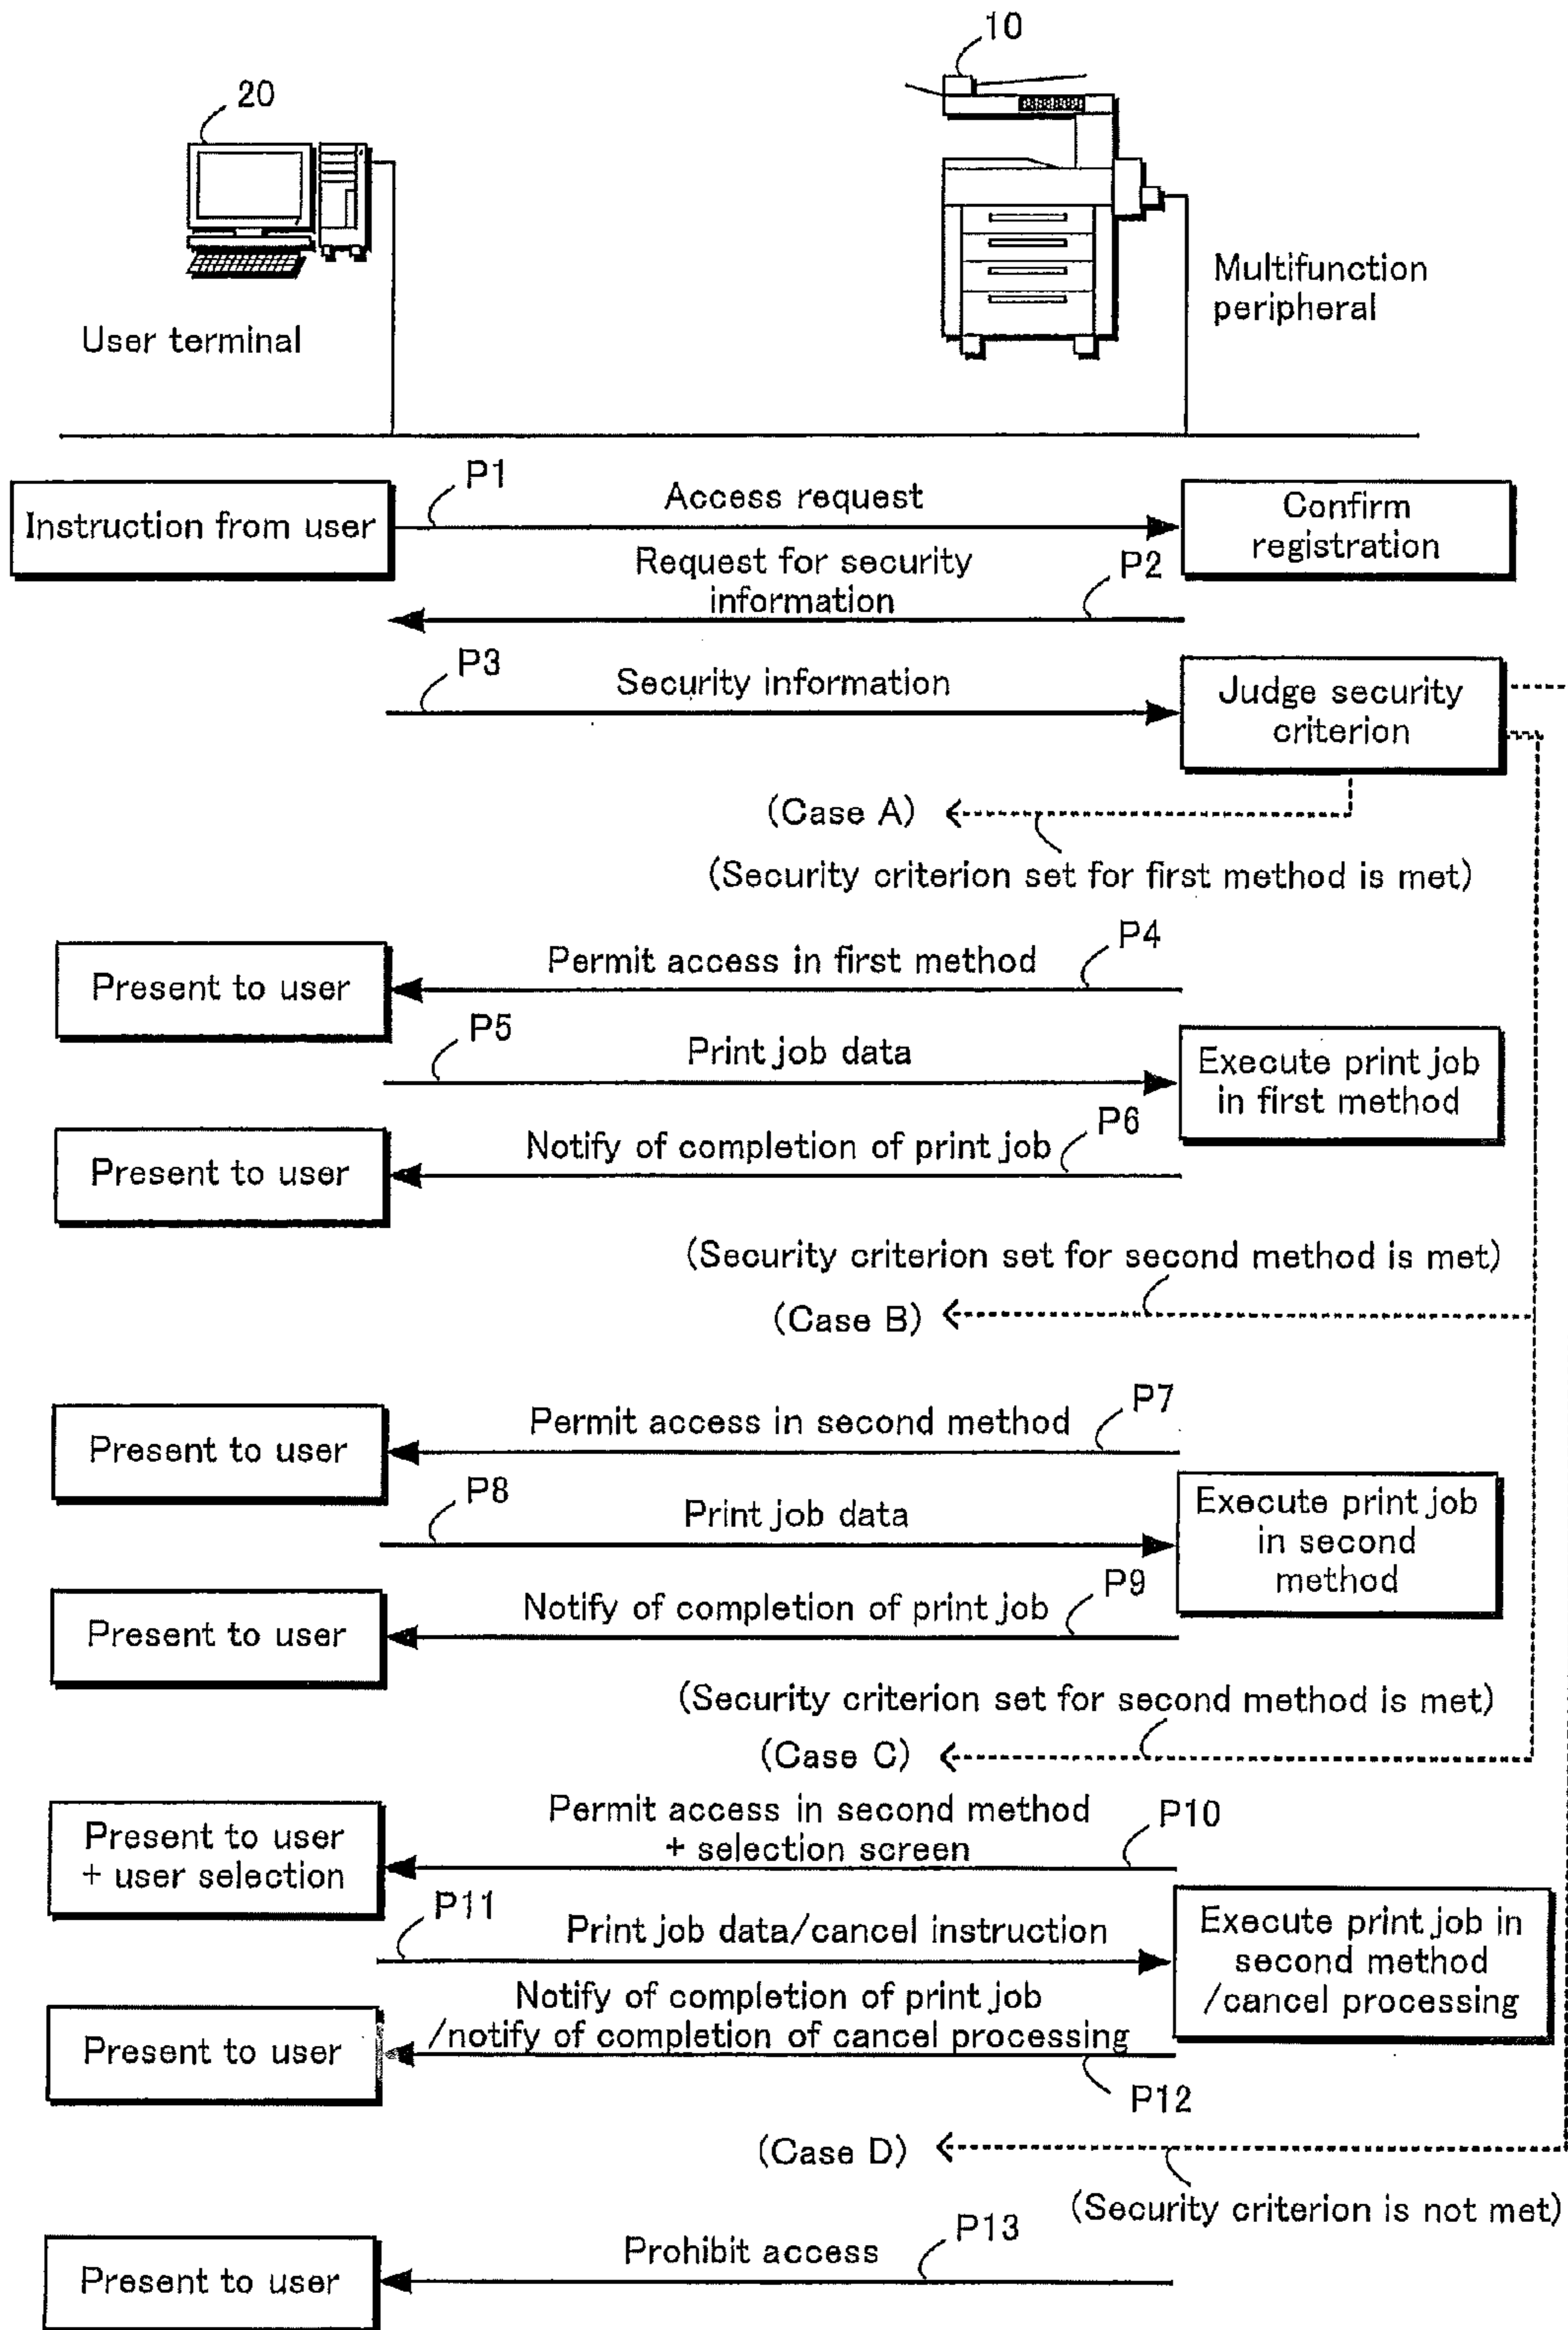 10
20
Multifunction
peripheral
User terminal
P1
Access request
Instruction from user
Confirm
registration
Request for security
information
P2
P3
Security information
Judge security
criterion
(Case A)
(Security criterion set for first method is met)
P4
Permit access in first method
Present to user
P5
Print job data
Execute print job
in first method
P6
Notify of completion of print job
Present to user
(Security criterion set for second method is met)
(Case B)
P7
Permit access in second method
Present to user
P8
Print job data
Execute print job
in second
method
P9
Notify of completion of print job
Present to user
(Security criterion set for second method is met)
(Case C)
Permit access in second method
+ selection screen
P10
Present to user
+ user selection
P11
Print job data/cancel instruction
Execute print job in
second method
/cancel processing
Notify of completion of print job
/notify of completion of cancel processing
Present to user
P12
(Case D)
(Security criterion is not met)
P13
Prohibit access
Present to user